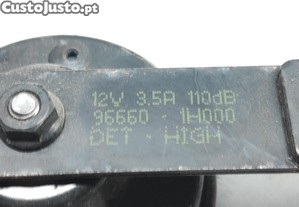 CustoJusto.pt
12V 3.5A 110dB
96660 - 1H000
DET - HIGH